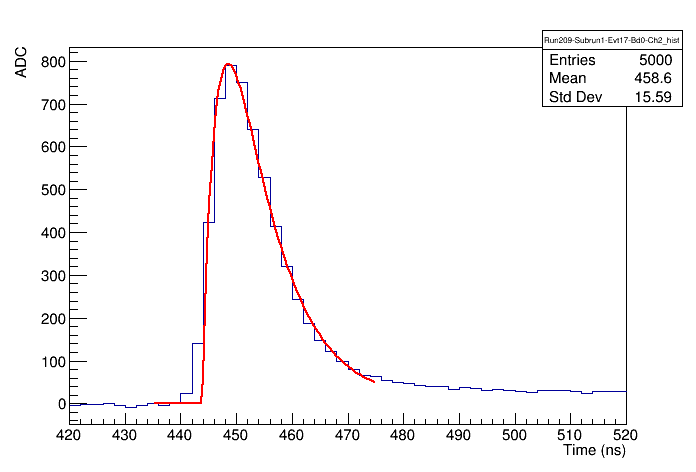 Run209-Subrun1-Evt17-Bd0-Ch2_hist
Entries 5000
Mean 458.6
Std Dev 15.59
ADC
800
700
600
500
400
300
200
100
0
420 430 440 450 460 470 480 490 500 510 520
Time (ns)